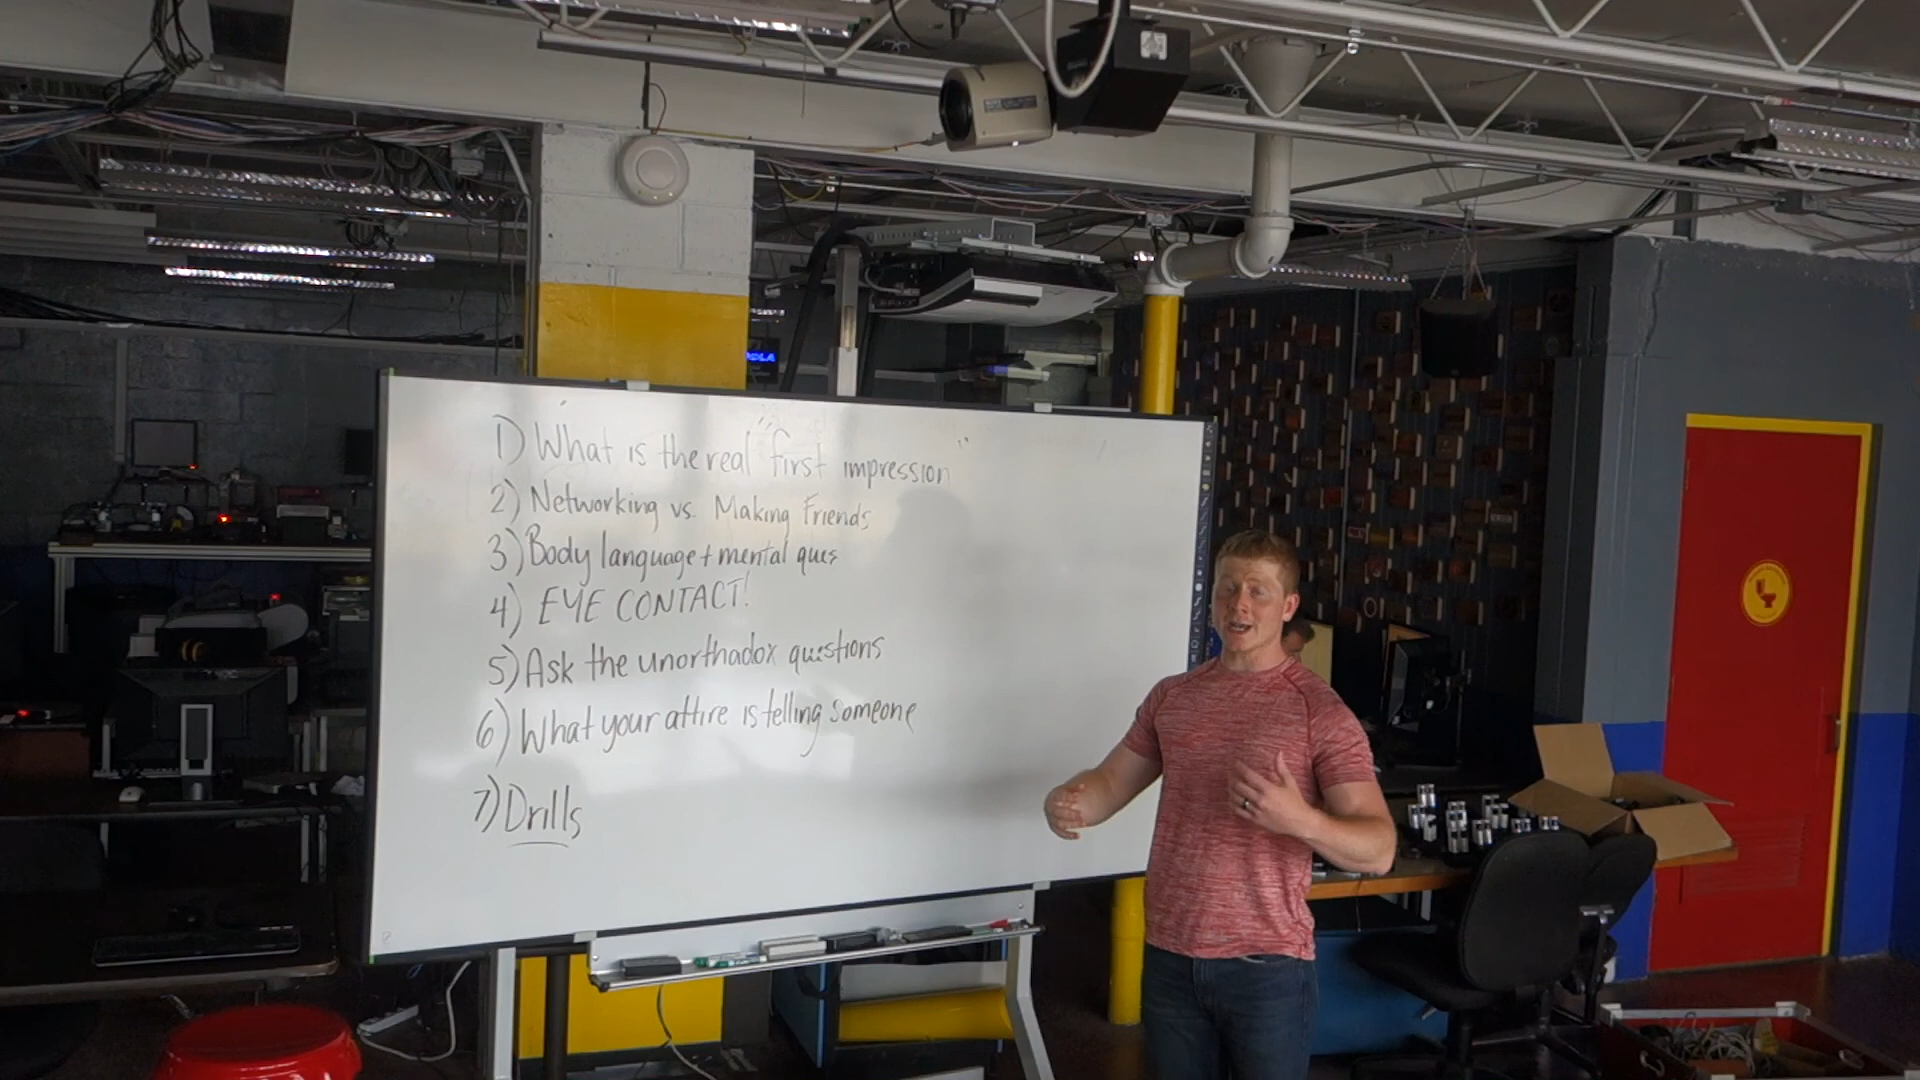 1) What is the real "first impression"
2) Networking vs. Making Friends
3) Body language + mental ques
4) EYE CONTACT!
5) Ask the unorthadox questions
6) What your attire is telling someone
7) Drills